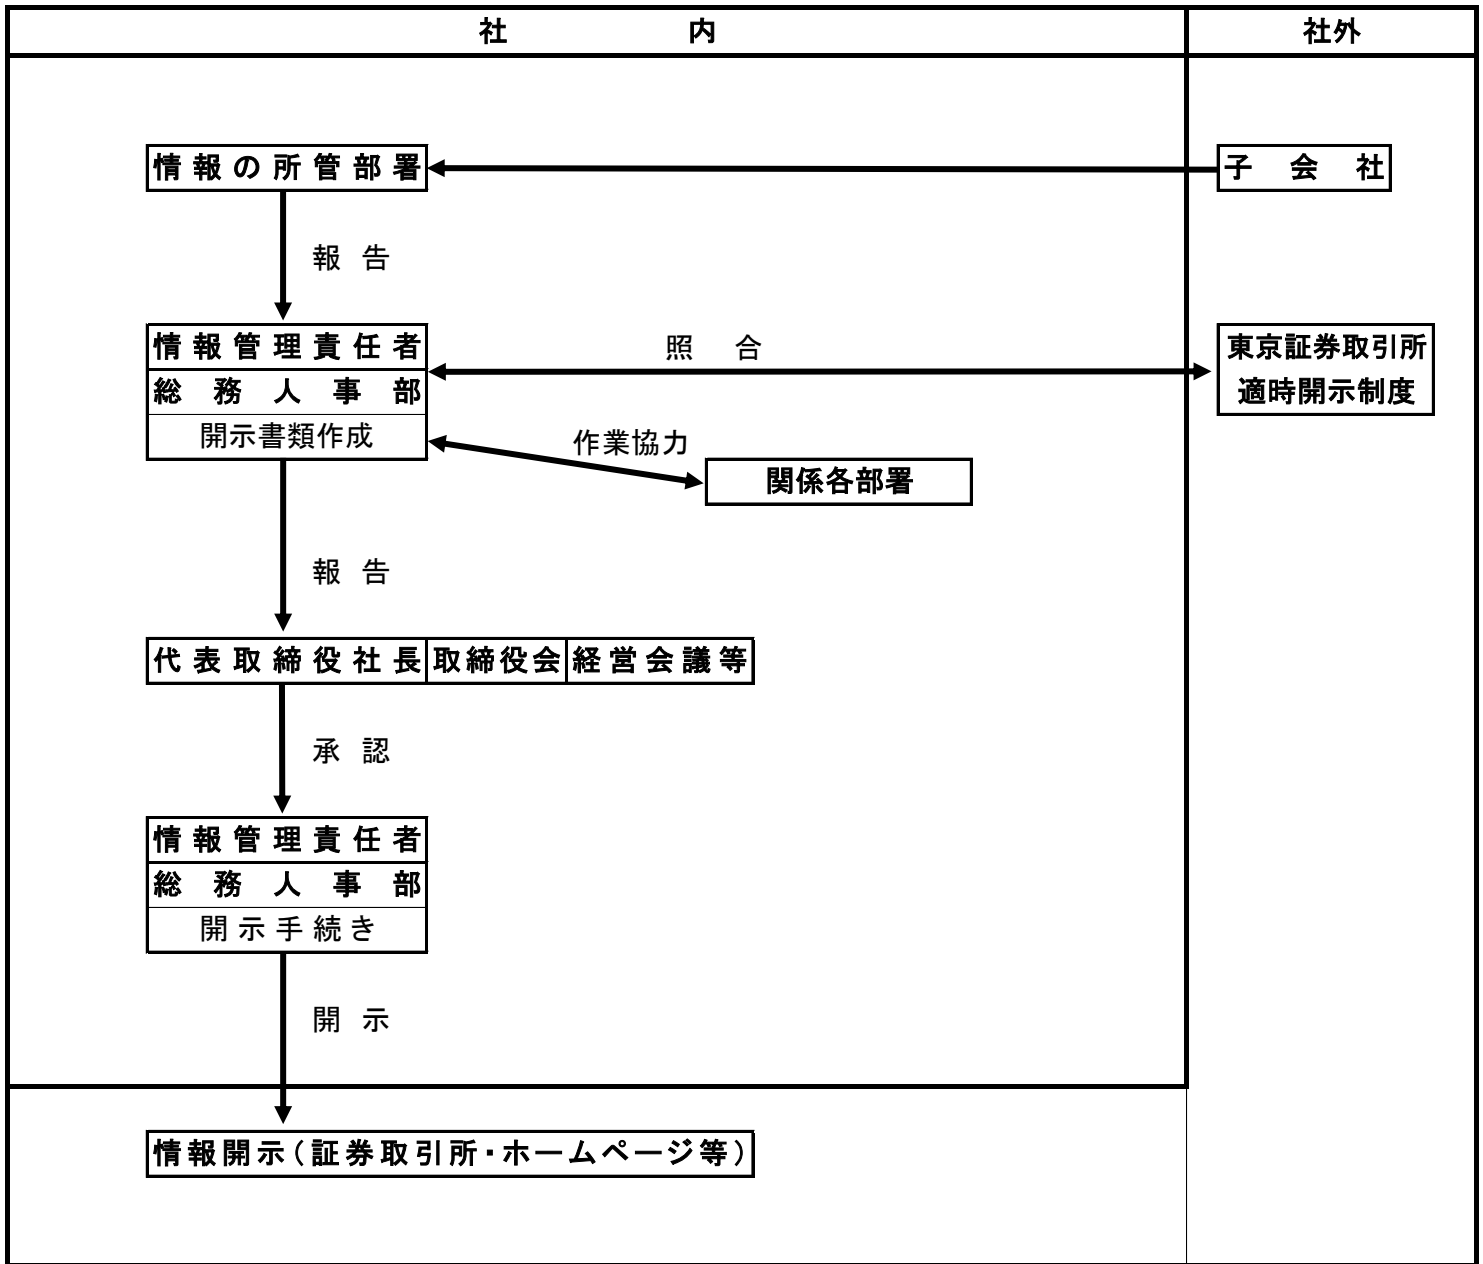 社 内
社外
情報の所管部署
子 会 社
報 告
情報管理責任者
照 合
東京証券取引所
総 務 人 事 部
適時開示制度
開示書類作成
作業協力
関係各部署
報 告
代表取締役社長 取締役会 経営会議等
承 認
情報管理責任者
総 務 人 事 部
開示手続き
開 示
情報開示(証券取引所・ホームページ等)